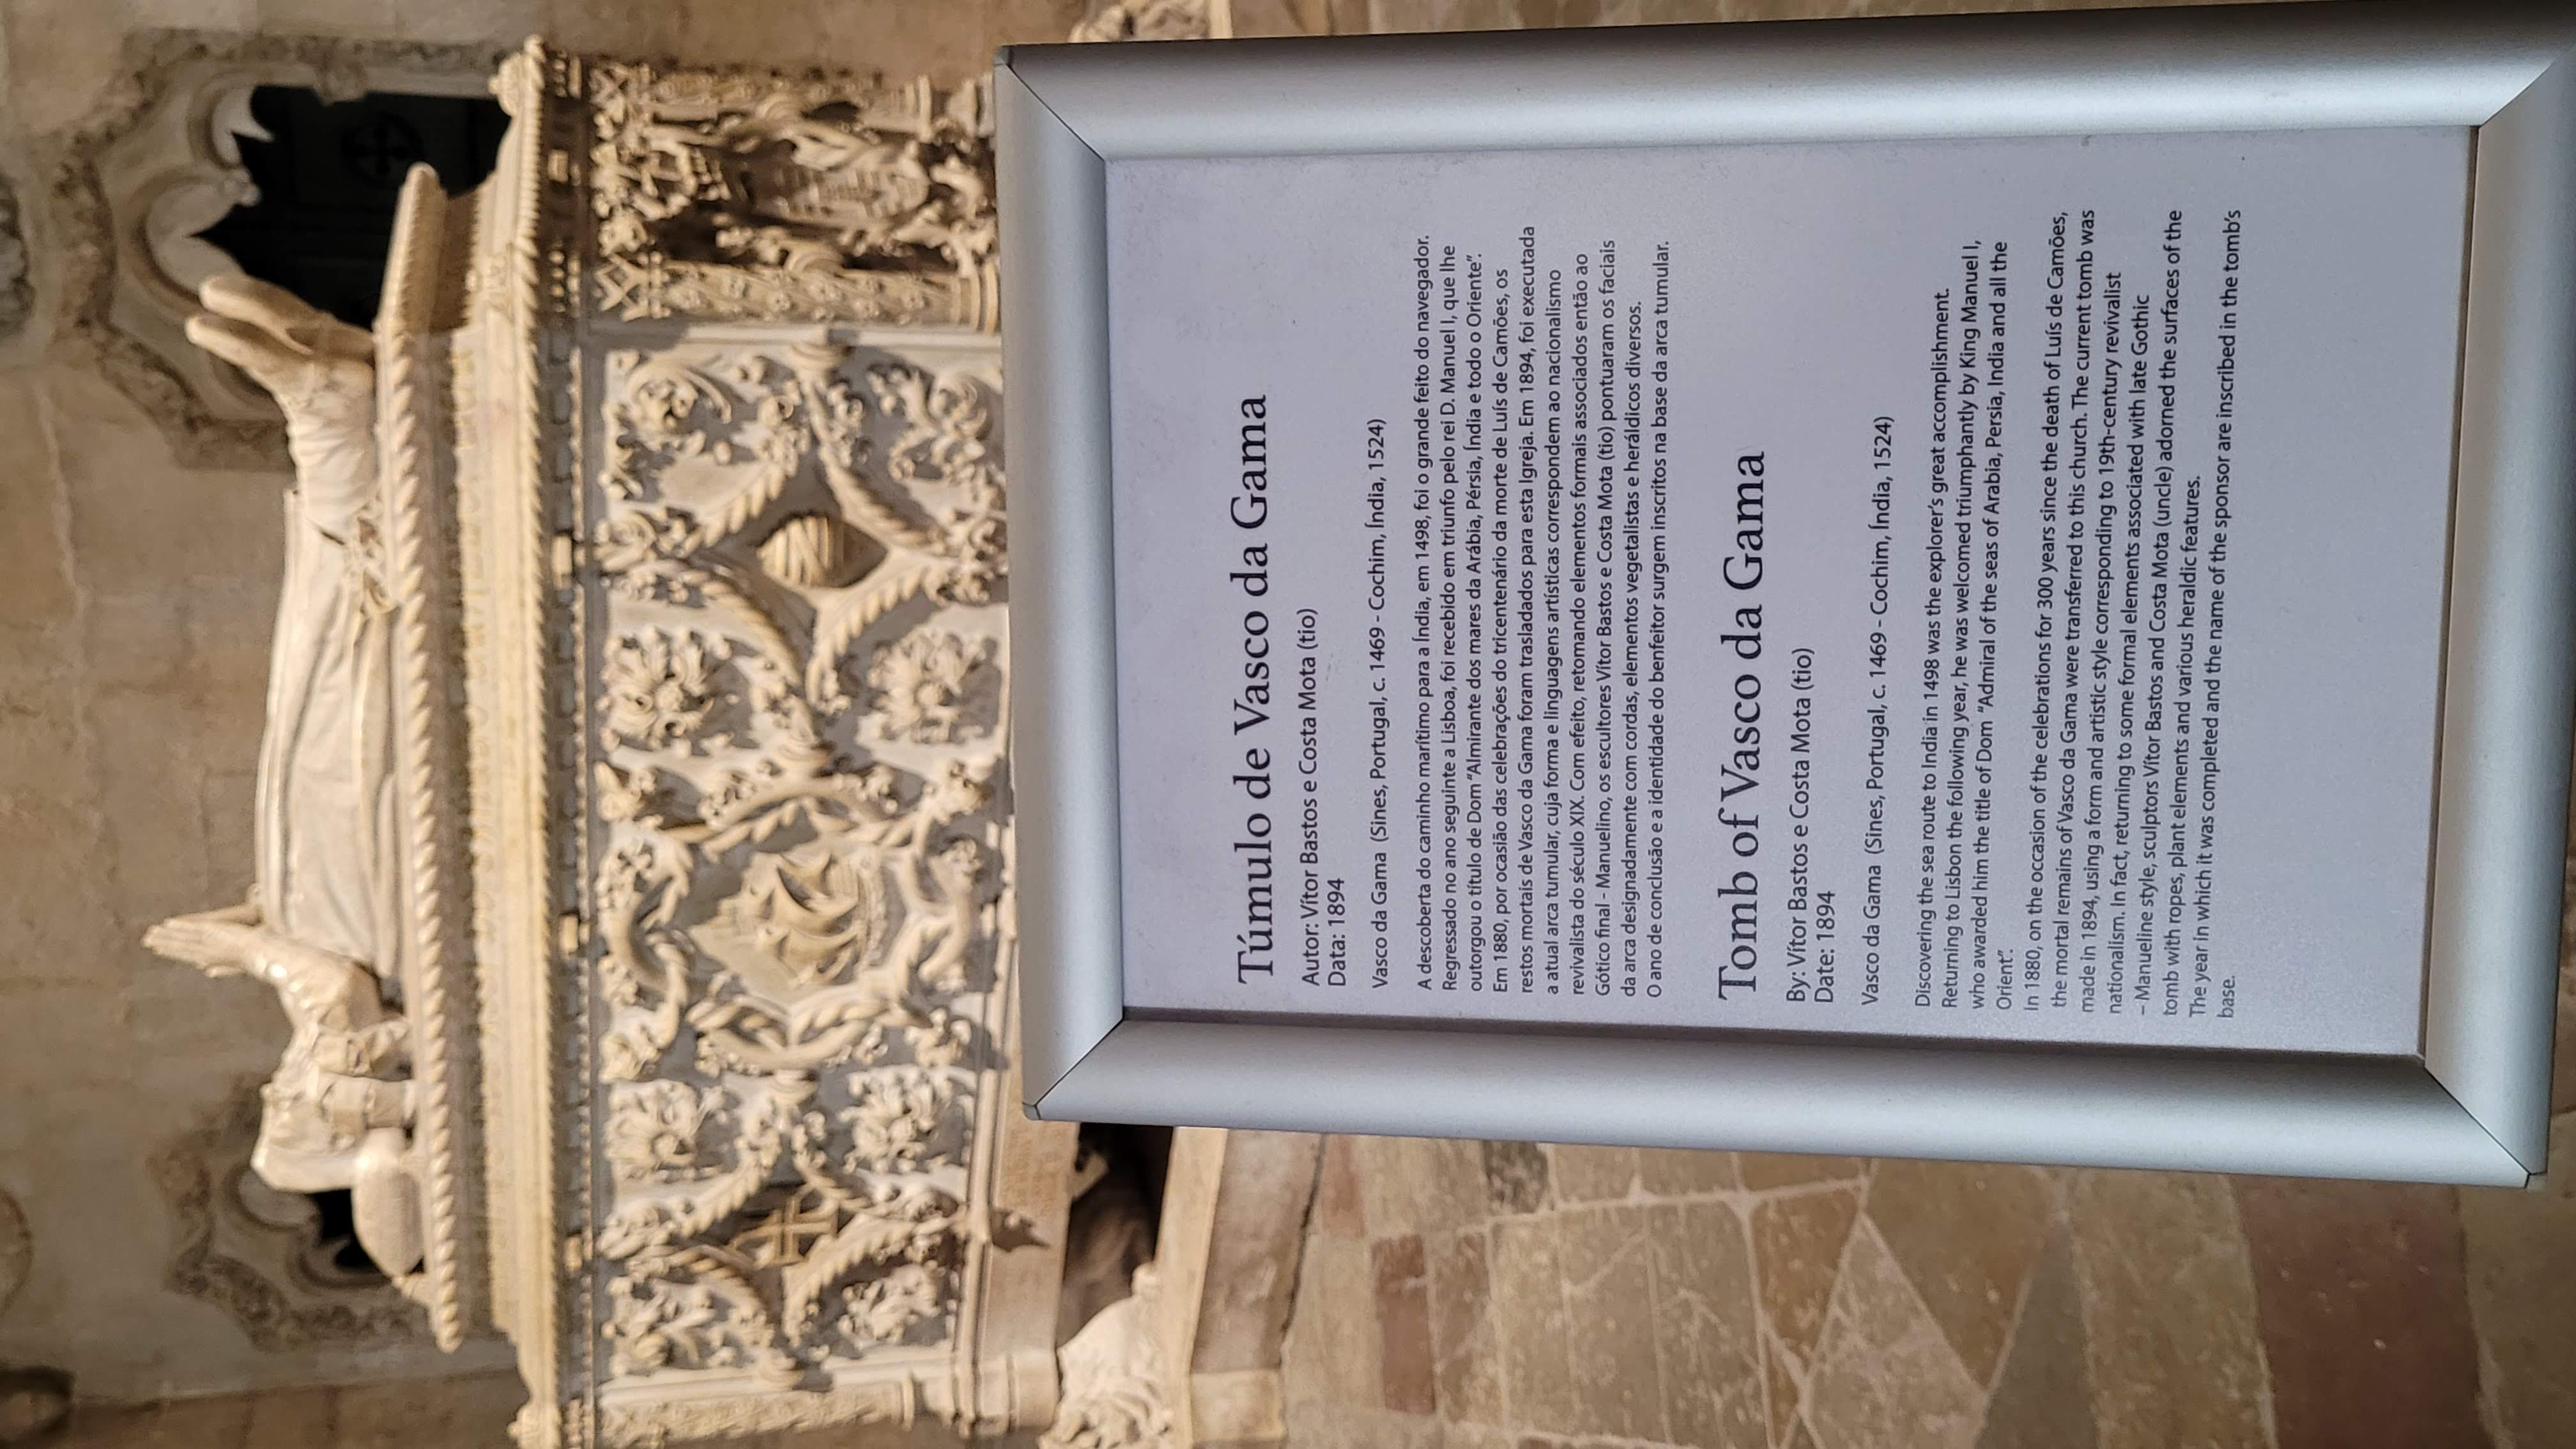 Túmulo de Vasco da Gama
Autor: Vítor Bastos e Costa Mota (tio)
Data: 1894
Vasco da Gama (Sines, Portugal, c. 1469 - Cochim, Índia, 1524)
A descoberta do caminho marítimo para a Índia, em 1498, foi o grande feito do navegador.
Regressado no ano seguinte a Lisboa, foi recebido em triunfo pelo rei D. Manuel I, que lhe
outorgou o título de Dom “Almirante dos mares da Arábia, Pérsia, Índia e todo o Oriente”.
Em 1880, por ocasião das celebrações do tricentenário da morte de Luís de Camões, os
restos mortais de Vasco da Gama foram trasladados para esta Igreja. Em 1894, foi executada
a atual arca tumular, cuja forma e linguagens artísticas correspondem ao nacionalismo
revivalista do século XIX. Com efeito, retomando elementos formais associados então ao
Gótico final - Manuelino, os escultores Vítor Bastos e Costa Mota (tio) pontuaram os faciais
da arca designadamente com cordas, elementos vegetalistas e heráldicos diversos.
O ano de conclusão e a identidade do benfeitor surgem inscritos na base da arca tumular.
Tomb of Vasco da Gama
By: Vítor Bastos e Costa Mota (tio)
Date: 1894
Vasco da Gama (Sines, Portugal, c. 1469 - Cochim, Índia, 1524)
Discovering the sea route to India in 1498 was the explorer’s great accomplishment.
Returning to Lisbon the following year, he was welcomed triumphantly by King Manuel I,
who awarded him the title of Dom “Admiral of the seas of Arabia, Persia, India and all the
Orient”.
In 1880, on the occasion of the celebrations for 300 years since the death of Luís de Camões,
the mortal remains of Vasco da Gama were transferred to this church. The current tomb was
made in 1894, using a form and artistic style corresponding to 19th-century revivalist
nationalism. In fact, returning to some formal elements associated with late Gothic
– Manueline style, sculptors Vítor Bastos and Costa Mota (uncle) adorned the surfaces of the
tomb with ropes, plant elements and various heraldic features.
The year in which it was completed and the name of the sponsor are inscribed in the tomb’s
base.